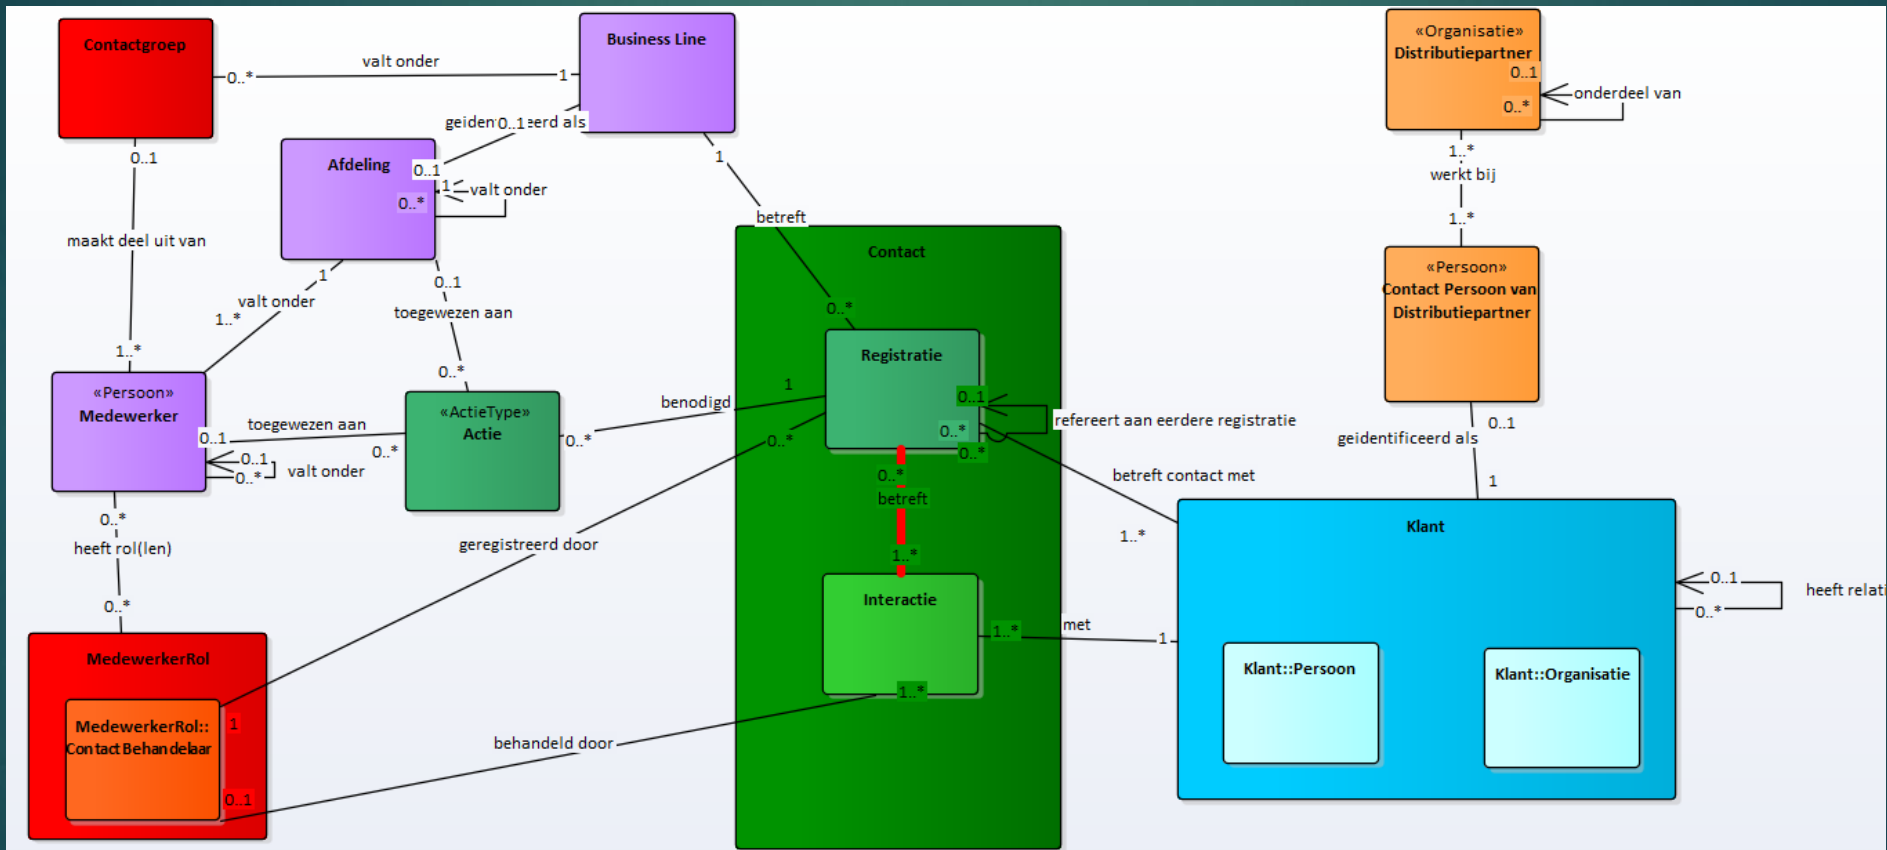 Contactgroep
0..*
valt onder
1
Business Line
«Organisatie»
Distributiepartner
0..1
0..*
onderdeel van
geiden
0..1
eerd als
0..1
Afdeling
0..1
1
valt onder
0..*
1
1..*
werkt bij
1..*
betreft
maakt deel uit van
Contact
«Persoon»
Contact Persoon van
Distributiepartner
1
valt onder
1..*
0..1
toegewezen aan
0..*
0..*
1..*
Registratie
«Persoon»
Medewerker
0..1
toegewezen aan
0..*
0..1
0..*
valt onder
«ActieType»
Actie
0..*
benodigd
1
0..*
0..1
0..*
0..*
refereert aan eerdere registratie
0..1
geidentificeerd als
1
0..*
betreft
1..*
betreft contact met
1..*
Klant
0..*
heeft rol(len)
0..*
geregistreerd door
Interactie
1..*
met
1
0..1
0..*
heeft relati
MedewerkerRol
MedewerkerRol::
Contact Behandelaar
1
0..1
1..*
behandeld door
Klant::Persoon
Klant::Organisatie